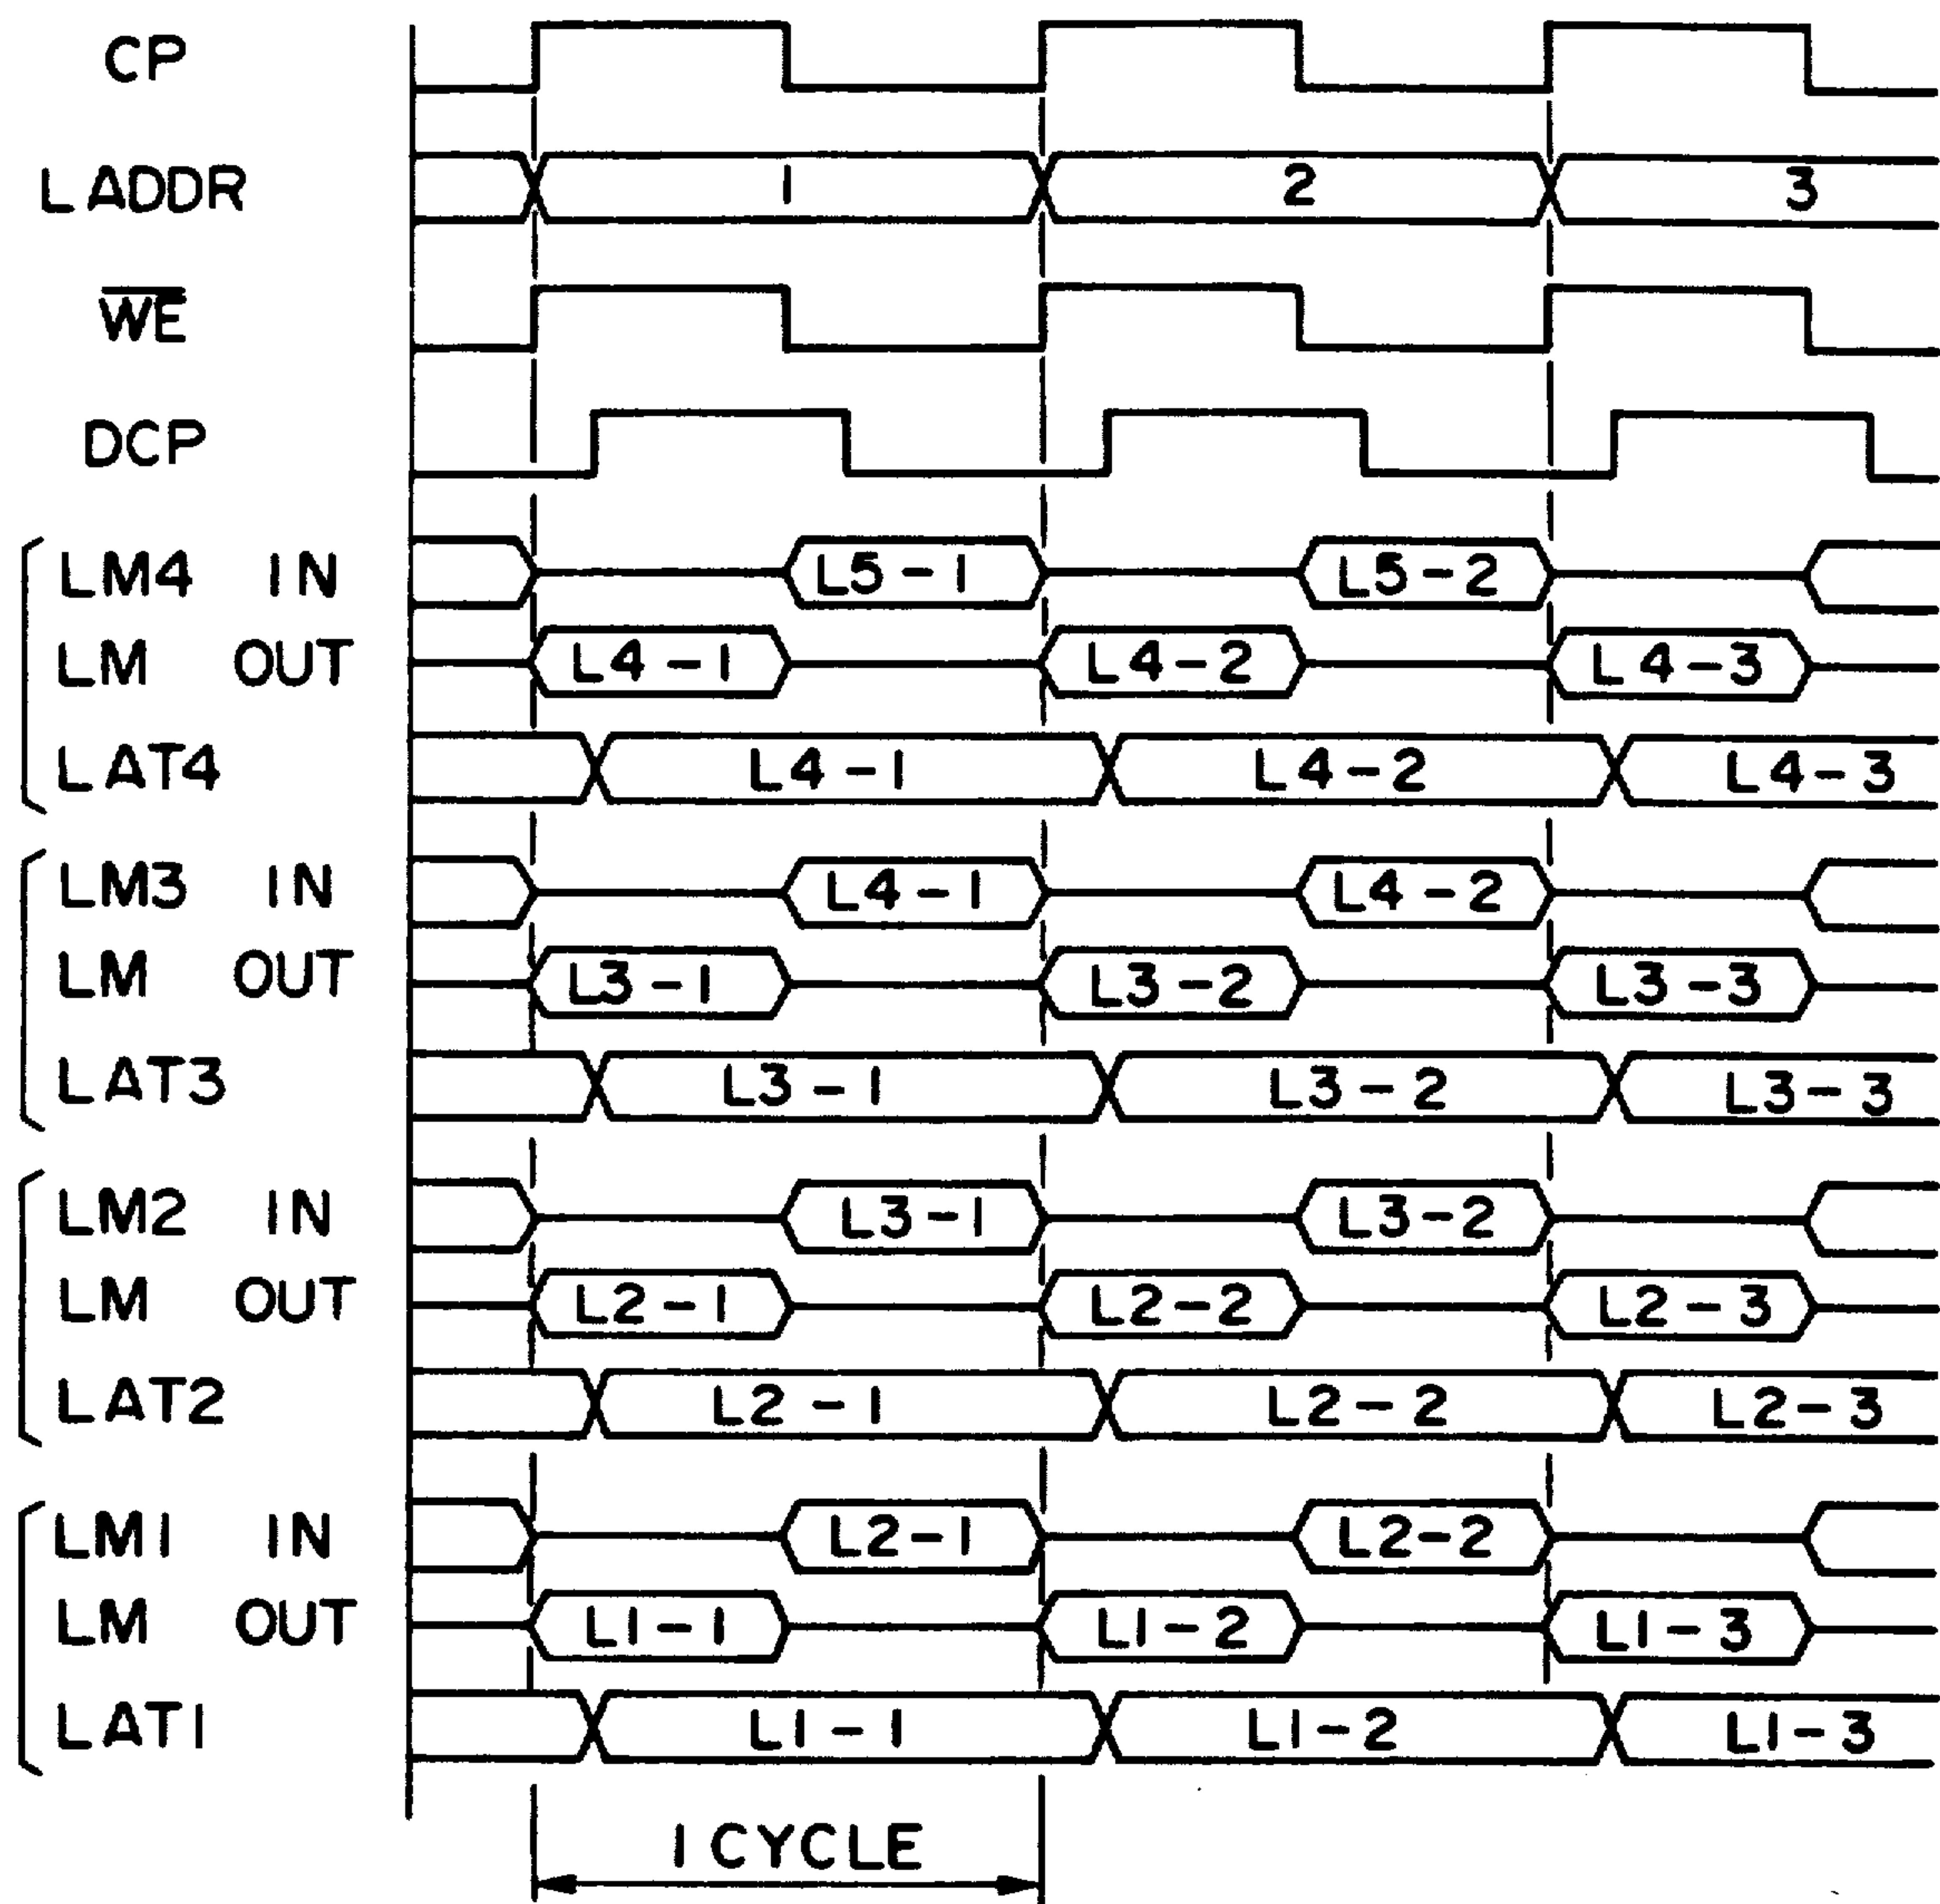 CP
LADDR 1 2 3
W̅E̅
DCP
LM4 IN L5-1 L5-2
LM OUT L4-1 L4-2 L4-3
LAT4 L4-1 L4-2 L4-3
LM3 IN L4-1 L4-2
LM OUT L3-1 L3-2 L3-3
LAT3 L3-1 L3-2 L3-3
LM2 IN L3-1 L3-2
LM OUT L2-1 L2-2 L2-3
LAT2 L2-1 L2-2 L2-3
LM1 IN L2-1 L2-2
LM OUT L1-1 L1-2 L1-3
LAT1 L1-1 L1-2 L1-3
1 CYCLE